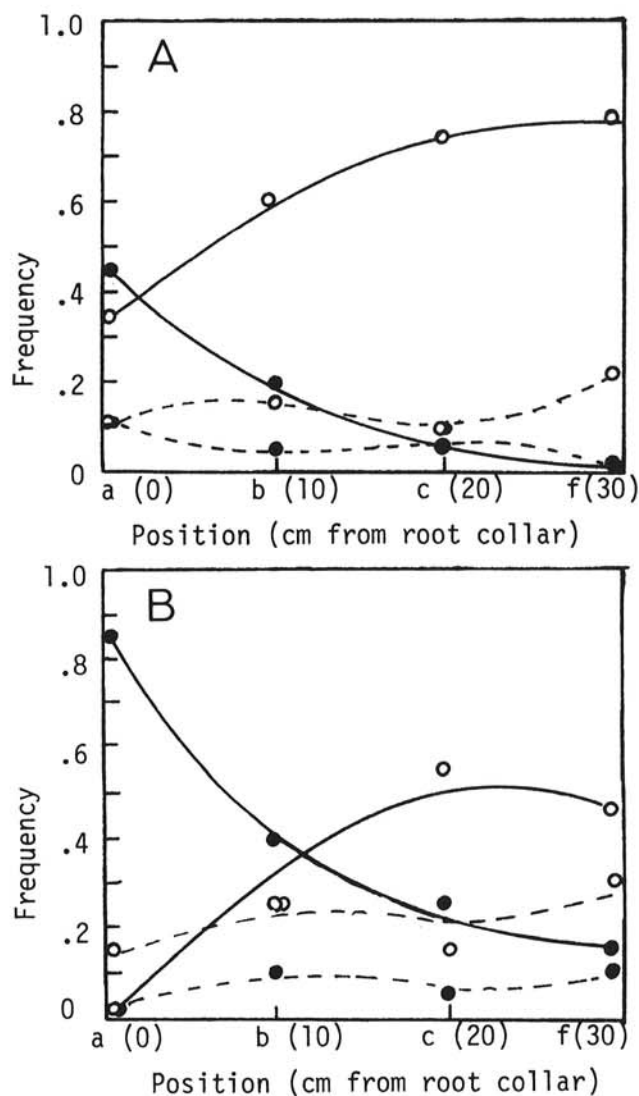 1.0
A
.8
.6
.4
.2
0
Frequency
a (0) b (10) c (20) f(30)
Position (cm from root collar)
1.0
B
.8
.6
.4
.2
0
Frequency
a (0) b (10) c (20) f(30)
Position (cm from root collar)